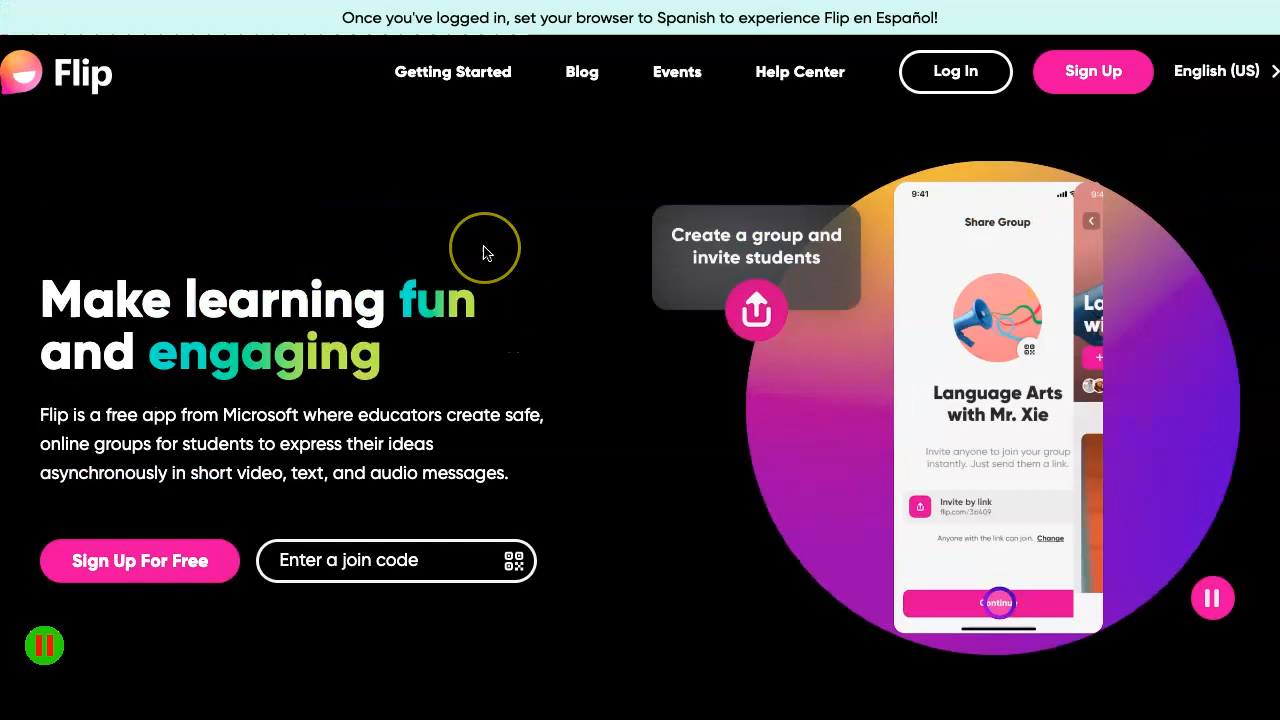 Once you've logged in, set your browser to Spanish to experience Flip en Español!
Flip
Getting Started
Blog
Events
Help Center
Log In
Sign Up
English (US)
Make learning fun
and engaging
Flip is a free app from Microsoft where educators create safe,
online groups for students to express their ideas
asynchronously in short video, text, and audio messages.
Sign Up For Free
Enter a join code
Create a group and
invite students
9:41
Share Group
Language Arts
with Mr. Xie
Invite anyone to join your group
instantly. Just send them a link.
Invite by link
flip.com/3b409
Anyone with the link can join. Change
Continue